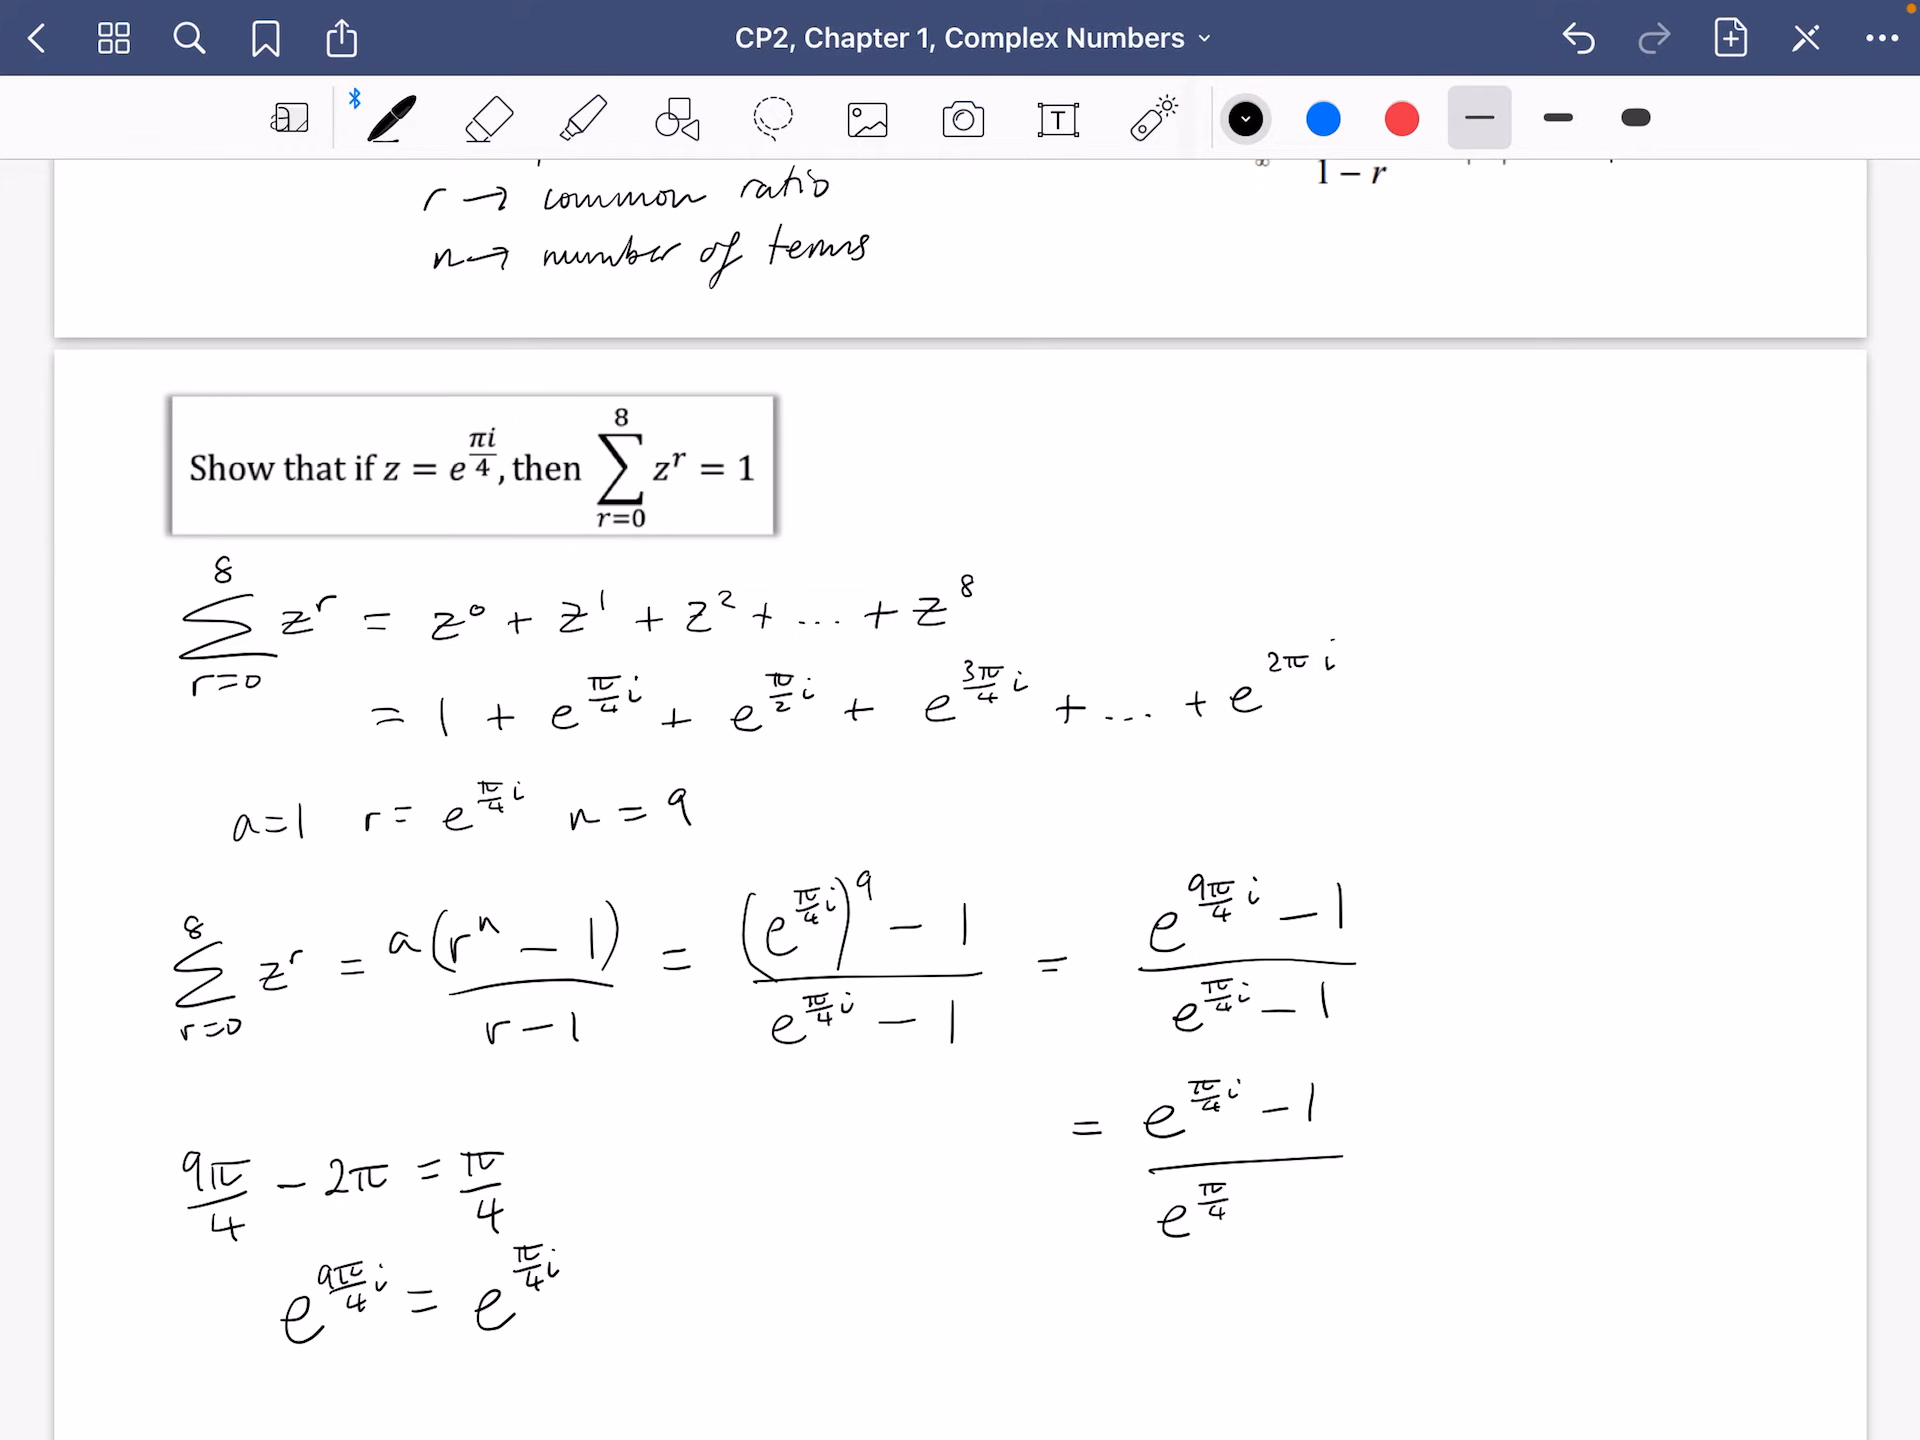 CP2, Chapter 1, Complex Numbers
r → common ratio
n → number of terms
∞ 1 − r
Show that if z = e^(πi/4), then ∑_{r=0}^{8} z^r = 1
∑_{r=0}^{8} z^r = z^0 + z^1 + z^2 + ... + z^8
= 1 + e^(π/4 i) + e^(π/2 i) + e^(3π/4 i) + ... + e^(2π i)
a=1 r= e^(π/4 i) n = 9
∑_{r=0}^{8} z^r = a(r^n − 1)/(r−1) = ((e^(π/4 i))^9 − 1)/(e^(π/4 i) − 1) = (e^(9π/4 i) − 1)/(e^(π/4 i) − 1)
= (e^(π/4 i) − 1)/(e^(π/4)
9π/4 − 2π = π/4
e^(9π/4 i) = e^(π/4 i)